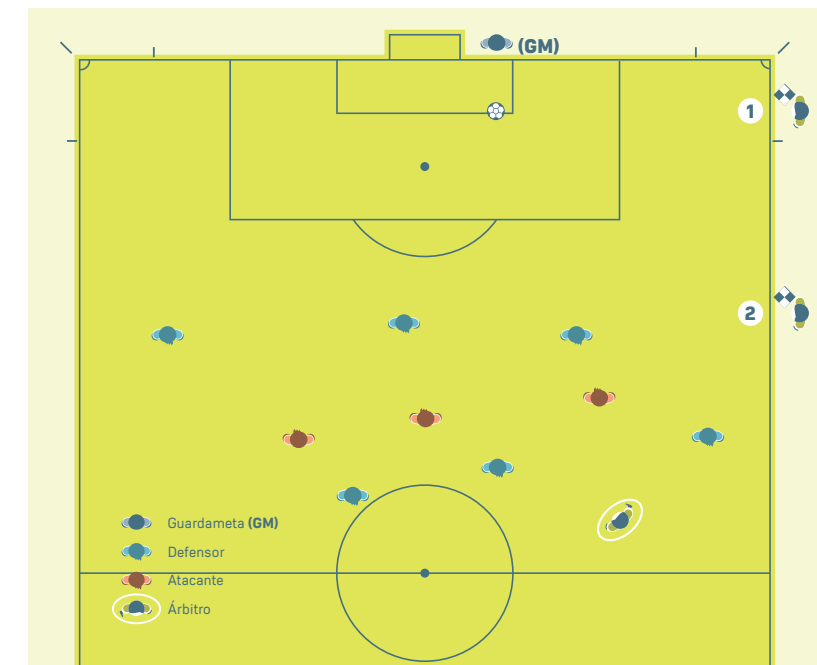 (GM)
1
2
Guardameta (GM)
Defensor
Atacante
Árbitro